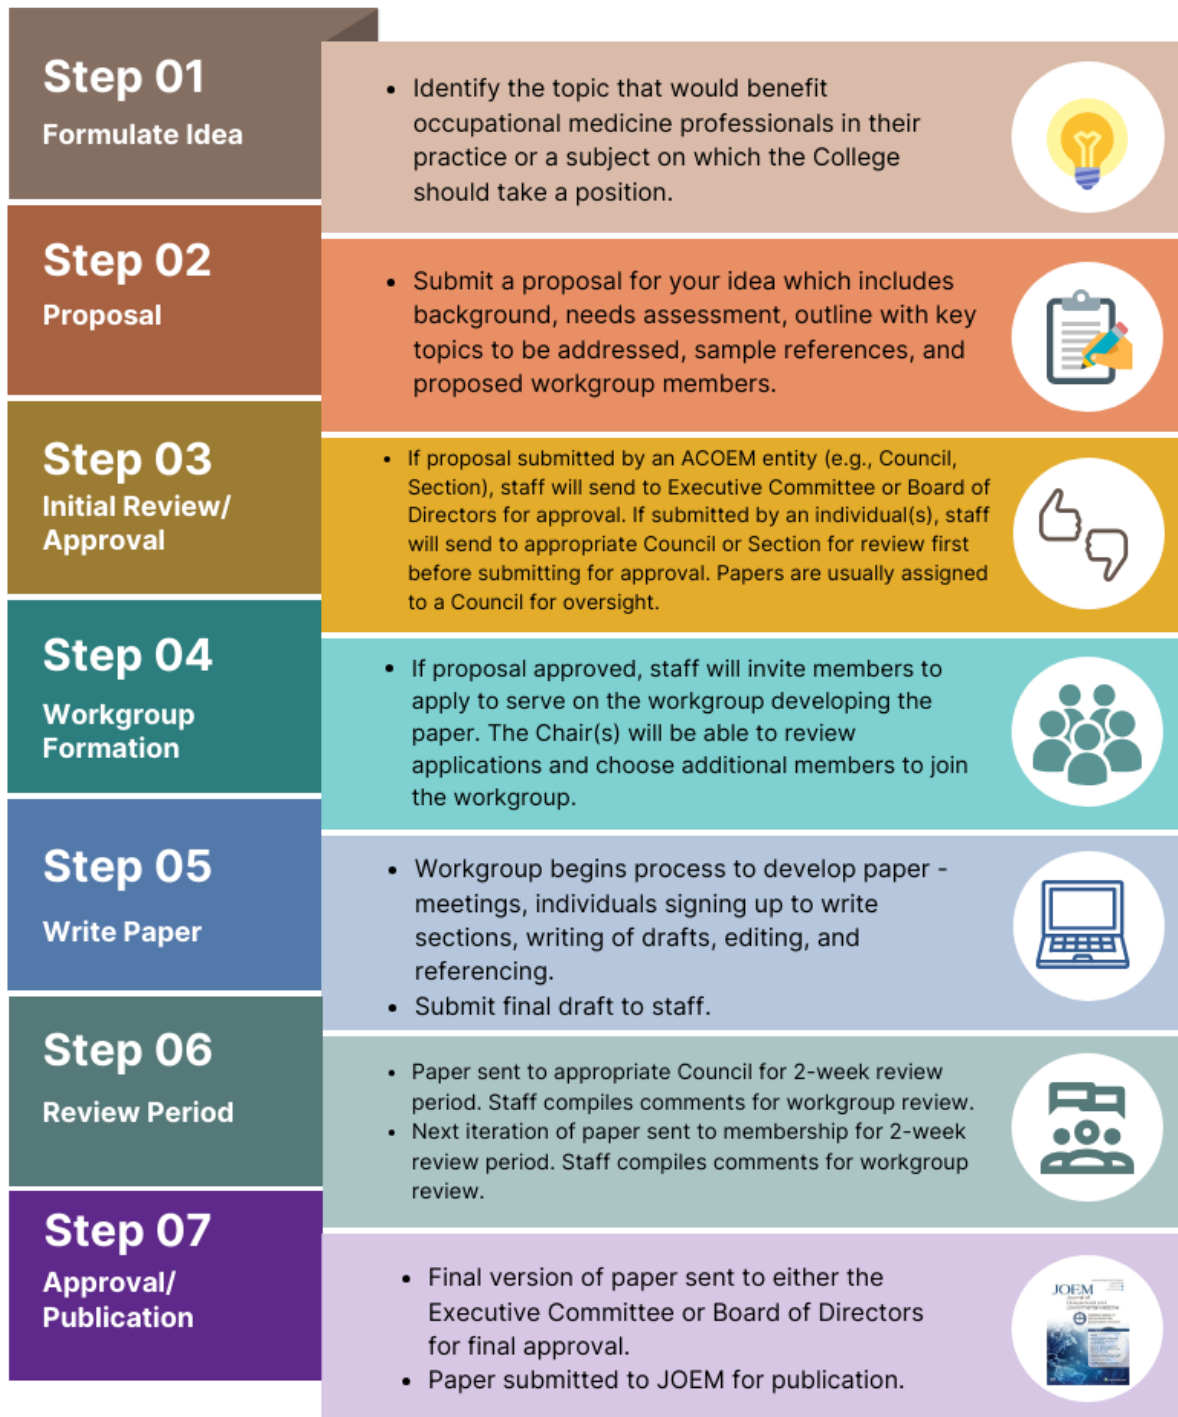 Step 01
Formulate Idea
• Identify the topic that would benefit
occupational medicine professionals in their
practice or a subject on which the College
should take a position.
Step 02
Proposal
• Submit a proposal for your idea which includes
background, needs assessment, outline with key
topics to be addressed, sample references, and
proposed workgroup members.
Step 03
Initial Review/
Approval
• If proposal submitted by an ACOEM entity (e.g., Council,
Section), staff will send to Executive Committee or Board of
Directors for approval. If submitted by an individual(s), staff
will send to appropriate Council or Section for review first
before submitting for approval. Papers are usually assigned
to a Council for oversight.
Step 04
Workgroup
Formation
• If proposal approved, staff will invite members to
apply to serve on the workgroup developing the
paper. The Chair(s) will be able to review
applications and choose additional members to join
the workgroup.
Step 05
Write Paper
• Workgroup begins process to develop paper -
meetings, individuals signing up to write
sections, writing of drafts, editing, and
referencing.
• Submit final draft to staff.
Step 06
Review Period
• Paper sent to appropriate Council for 2-week review
period. Staff compiles comments for workgroup review.
• Next iteration of paper sent to membership for 2-week
review period. Staff compiles comments for workgroup
review.
Step 07
Approval/
Publication
• Final version of paper sent to either the
Executive Committee or Board of Directors
for final approval.
• Paper submitted to JOEM for publication.
JOEM
Journal of
Occupational and
Environmental Medicine